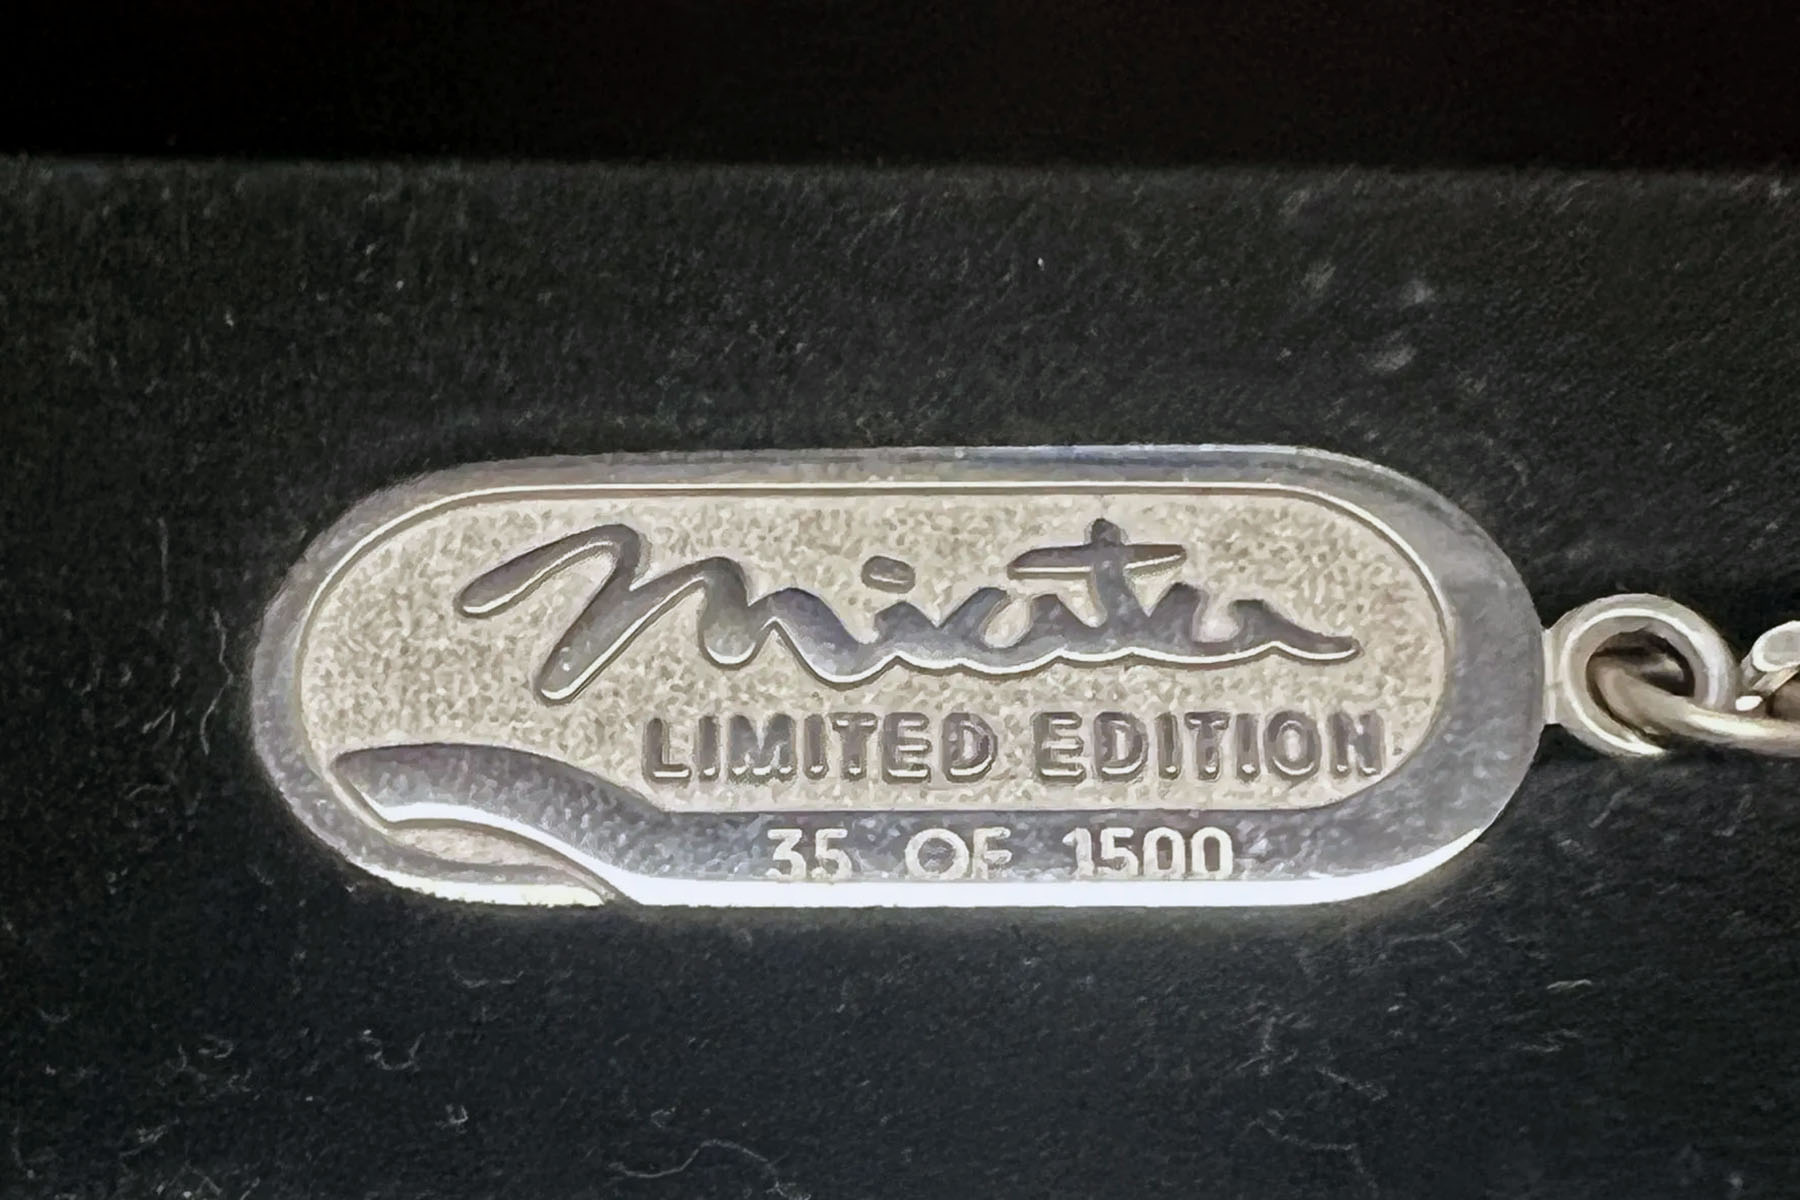 Miata
LIMITED EDITION
35 OF 1500